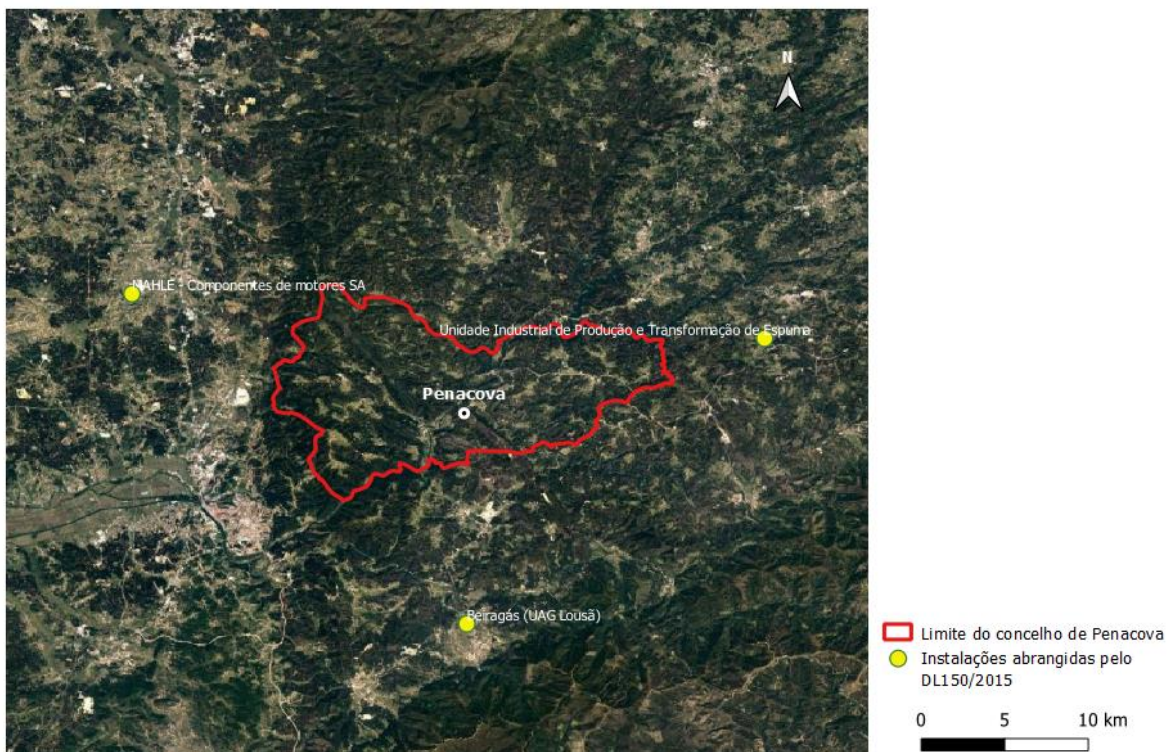 N
MAHLE - Componentes de motores SA
Unidade Industrial de Produção e Transformação de Espuma
Penacova
Beiragás (UAG Lousã)
Limite do concelho de Penacova
Instalações abrangidas pelo
DL150/2015
0 5 10 km